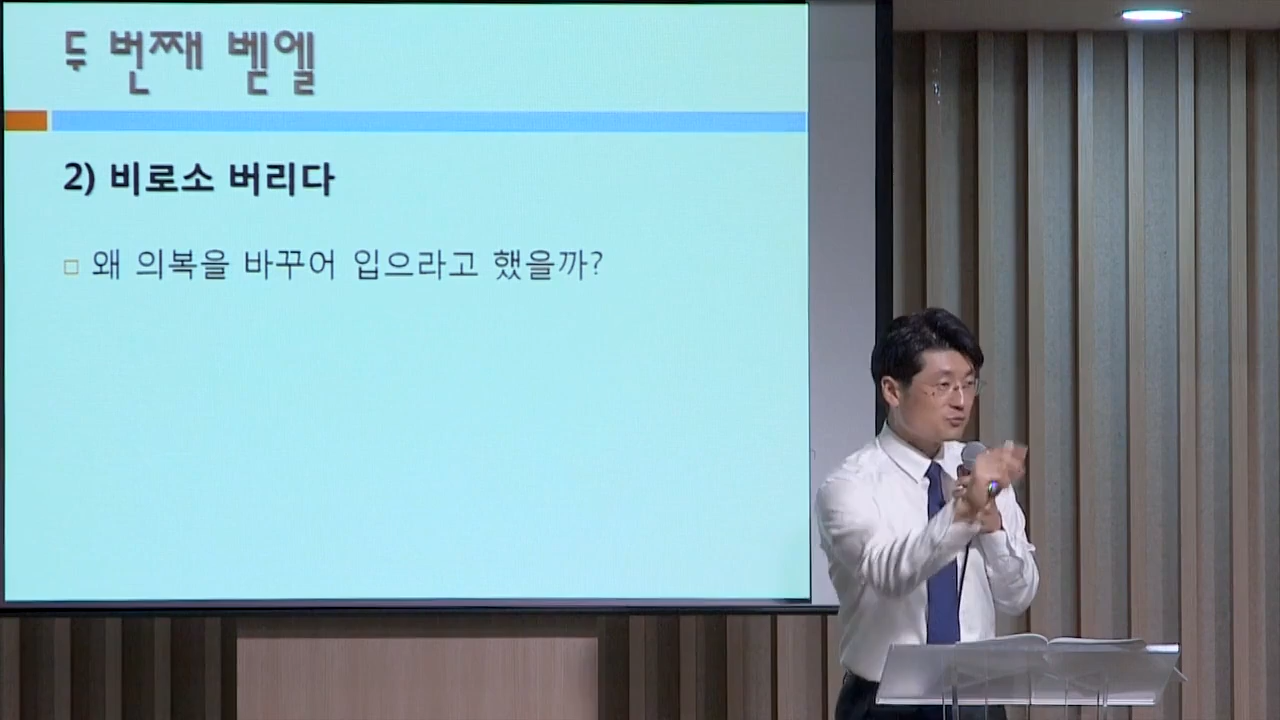 두 번째 벧엘
2) 비로소 버리다
왜 의복을 바꾸어 입으라고 했을까?